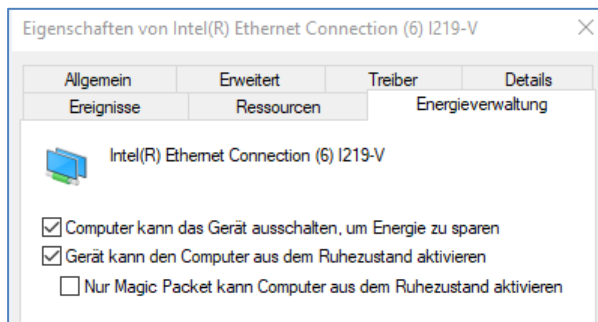 Eigenschaften von Intel(R) Ethernet Connection (6) I219-V
Allgemein Erweitert Treiber Details
Ereignisse Ressourcen Energieverwaltung
Intel(R) Ethernet Connection (6) I219-V
Computer kann das Gerät ausschalten, um Energie zu sparen
Gerät kann den Computer aus dem Ruhezustand aktivieren
Nur Magic Packet kann Computer aus dem Ruhezustand aktivieren